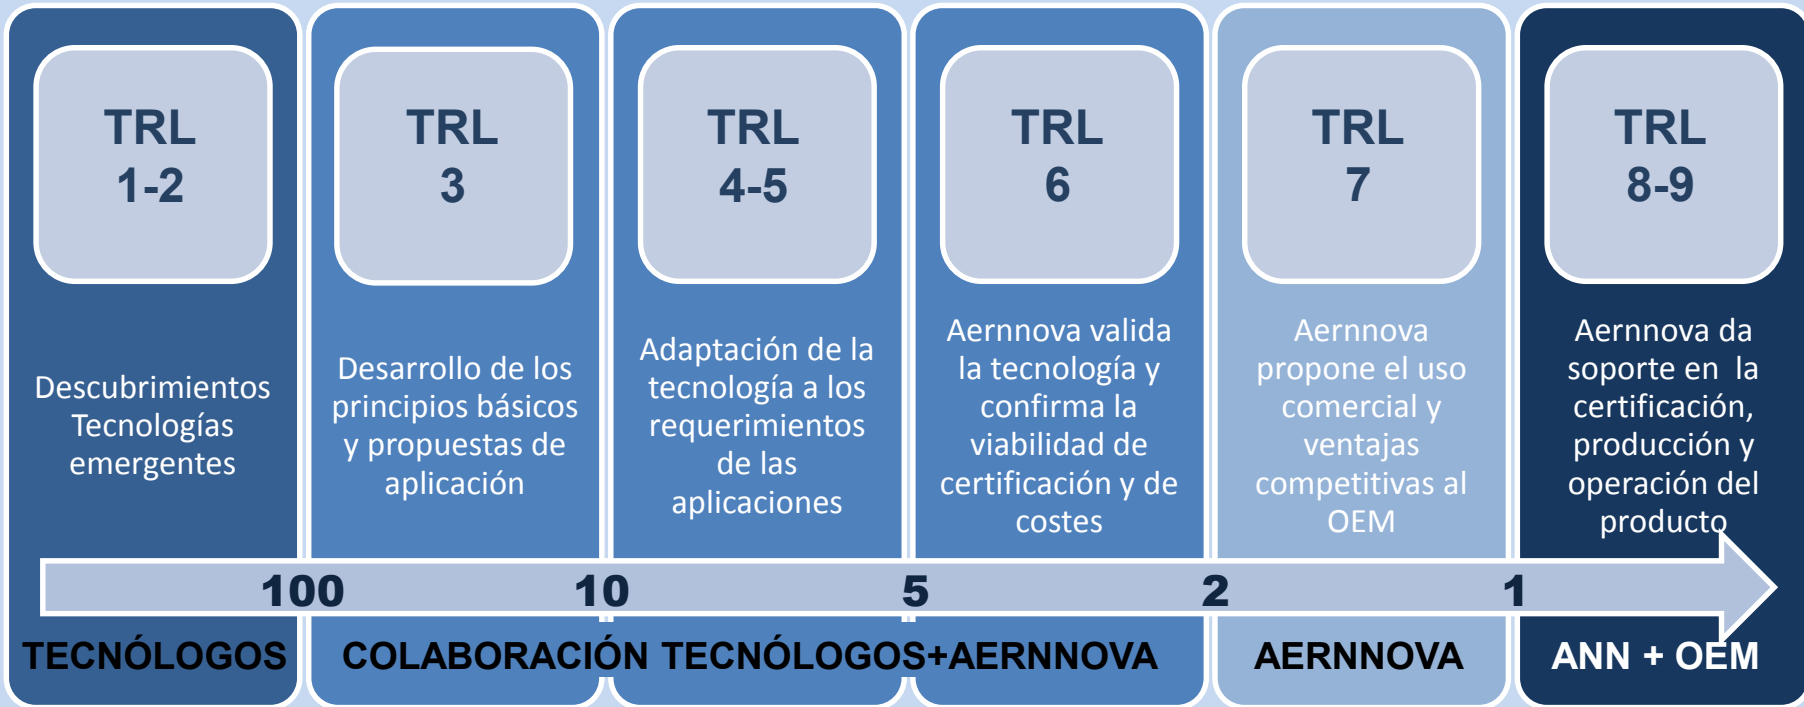 TRL
1-2
Descubrimientos
Tecnologías
emergentes
TRL
3
Desarrollo de los
principios básicos
y propuestas de
aplicación
TRL
4-5
Adaptación de la
tecnología a los
requerimientos
de las
aplicaciones
TRL
6
Aernnova valida
la tecnología y
confirma la
viabilidad de
certificación y de
costes
TRL
7
Aernnova
propone el uso
comercial y
ventajas
competitivas al
OEM
TRL
8-9
Aernnova da
soporte en la
certificación,
producción y
operación del
producto
100 10 5 2 1
TECNÓLOGOS
COLABORACIÓN TECNÓLOGOS+AERNNOVA
AERNNOVA
ANN + OEM